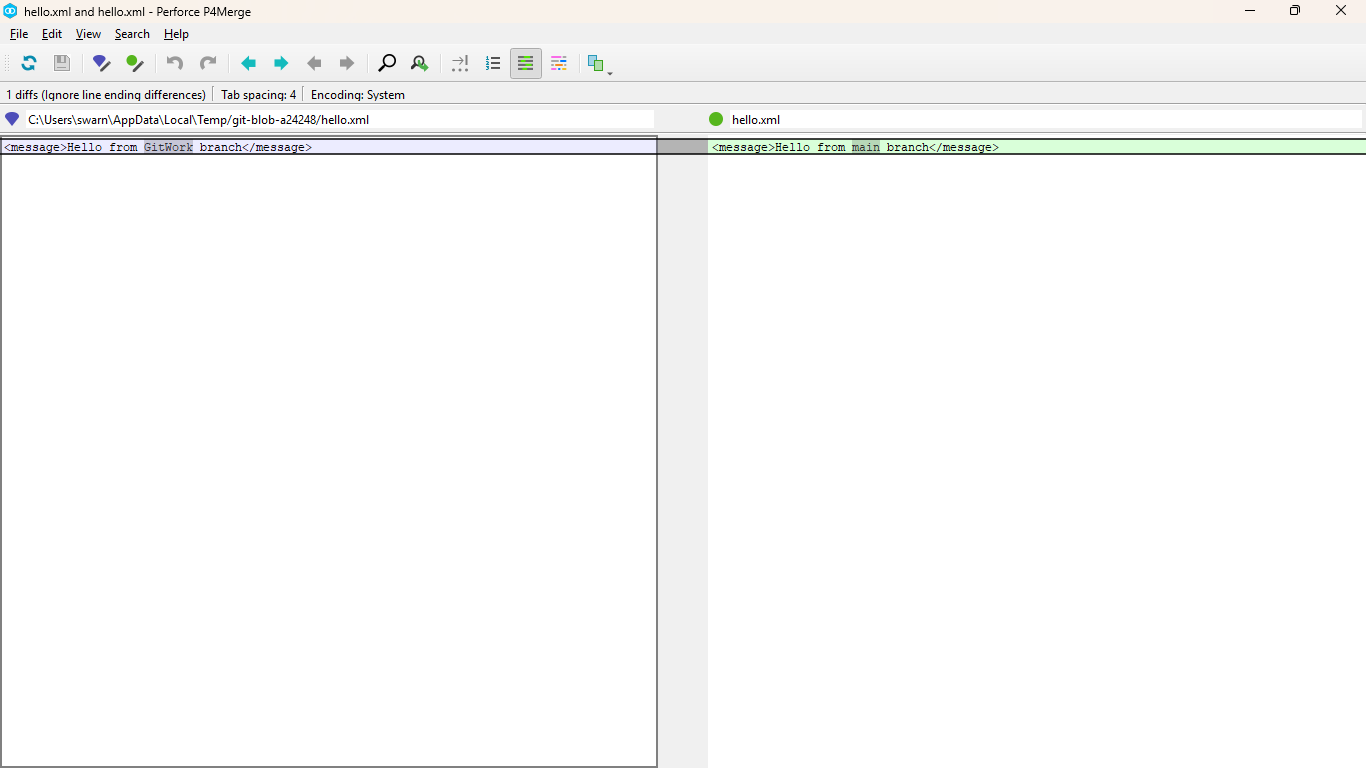 hello.xml and hello.xml - Perforce P4Merge
File Edit View Search Help
1 diffs (Ignore line ending differences) Tab spacing: 4 Encoding: System
C:\Users\swarn\AppData\Local\Temp/git-blob-a24248/hello.xml
hello.xml
<message>Hello from GitWork branch</message>
<message>Hello from main branch</message>